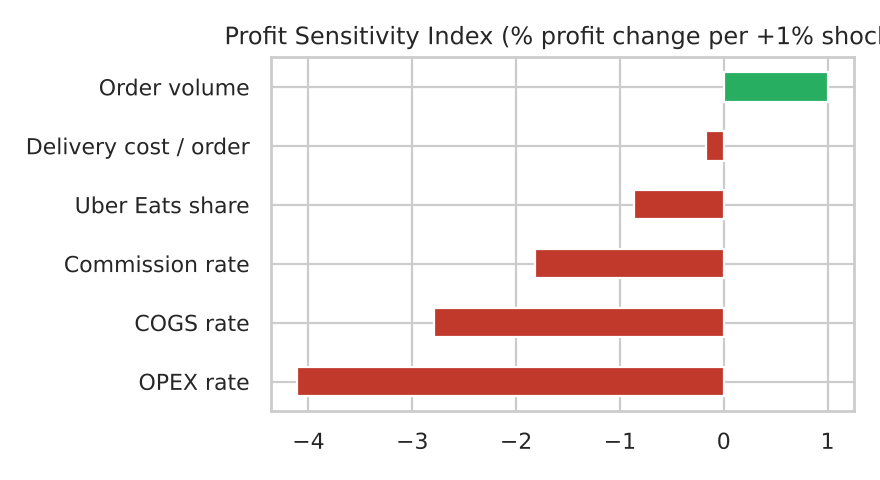 Profit Sensitivity Index (% profit change per +1% shock
Order volume
Delivery cost / order
Uber Eats share
Commission rate
COGS rate
OPEX rate
−4 −3 −2 −1 0 1